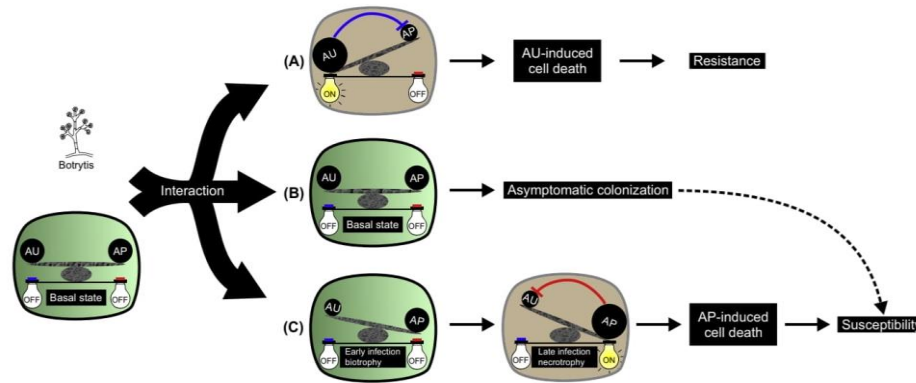 (A)
AU
AP
ON
OFF
AU-induced
cell death
Resistance
Botrytis
Interaction
AU
AP
OFF
OFF
Basal state
(B)
AU
AP
OFF
OFF
Basal state
Asymptomatic colonization
(C)
AU
AP
OFF
OFF
Early infection
biotrophy
AU
AP
OFF
ON
Late infection
necrotrophy
AP-induced
cell death
Susceptibility